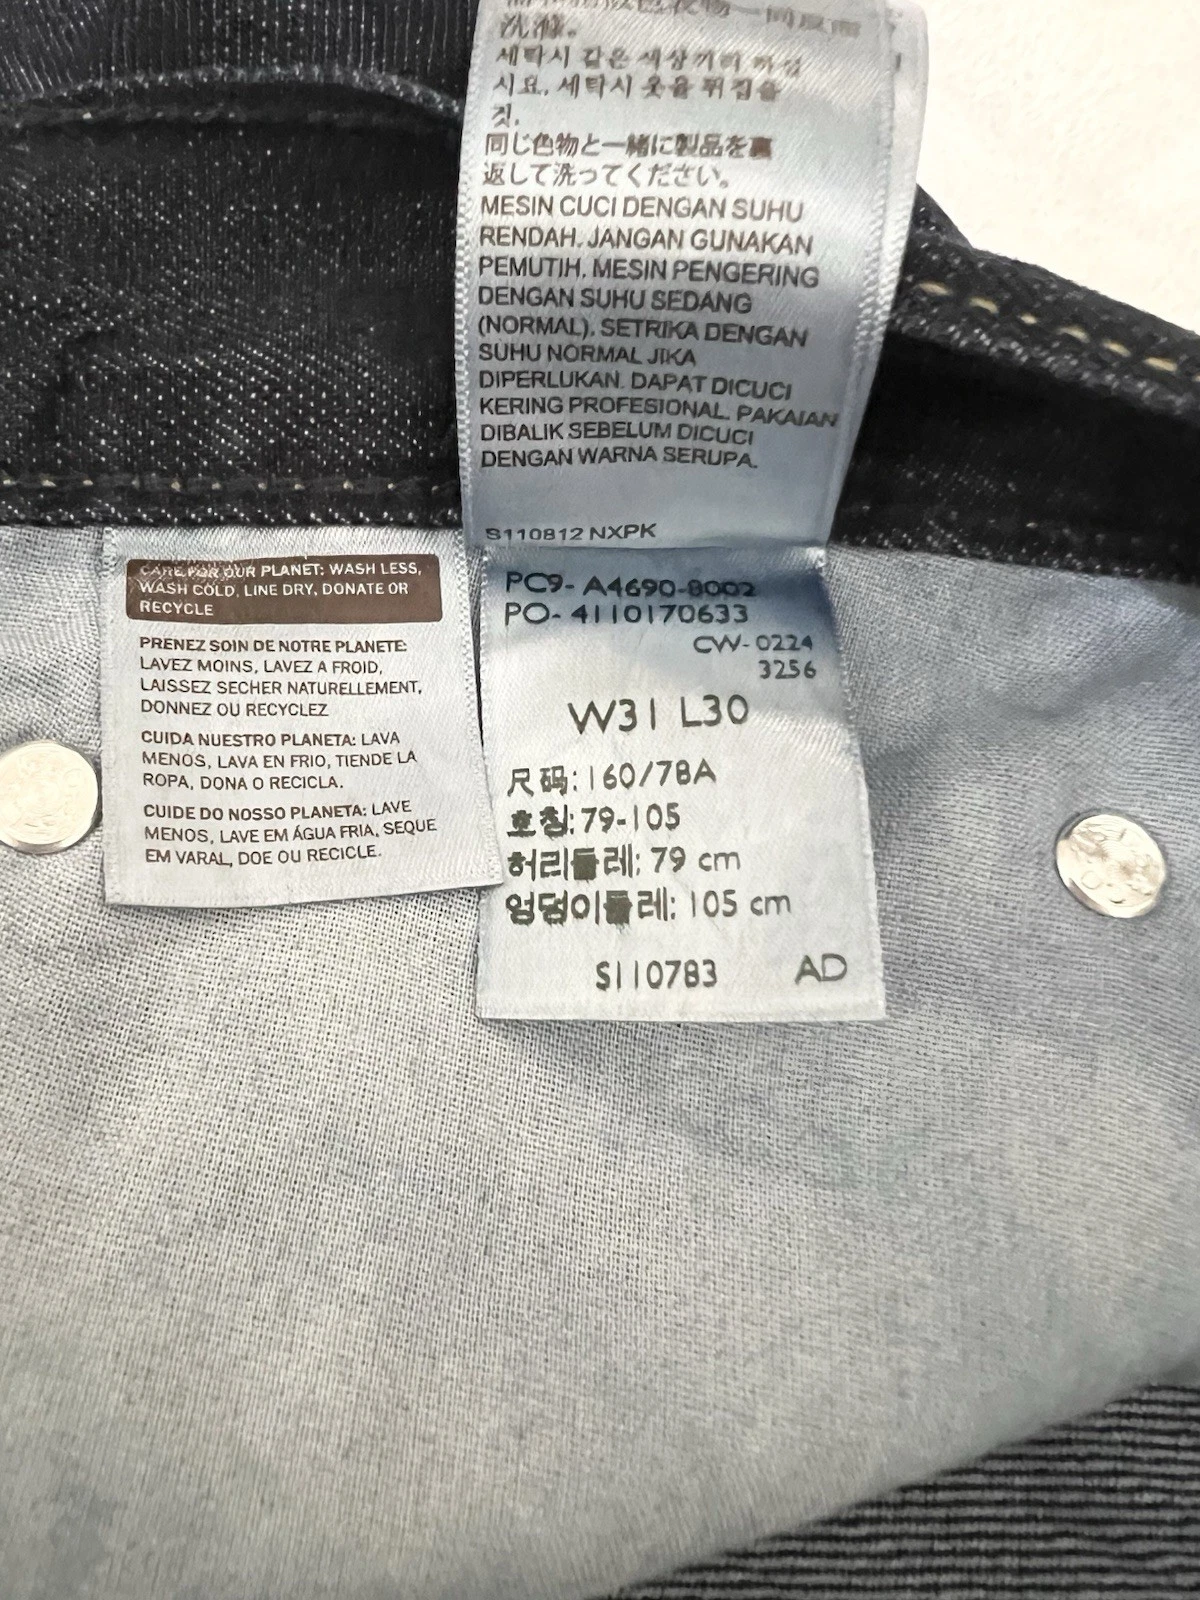 洗涤。
세탁시 같은 색상끼리 하십
시요. 세탁시 옷을 뒤집을
것.
同じ色物と一緒に製品を裏
返して洗ってください。
MESIN CUCI DENGAN SUHU
RENDAH. JANGAN GUNAKAN
PEMUTIH. MESIN PENGERING
DENGAN SUHU SEDANG
(NORMAL). SETRIKA DENGAN
SUHU NORMAL JIKA
DIPERLUKAN. DAPAT DICUCI
KERING PROFESIONAL. PAKAIAN
DIBALIK SEBELUM DICUCI
DENGAN WARNA SERUPA.
S110812 NXPK
CARE FOR OUR PLANET: WASH LESS,
WASH COLD, LINE DRY, DONATE OR
RECYCLE
PRENEZ SOIN DE NOTRE PLANETE:
LAVEZ MOINS, LAVEZ A FROID,
LAISSEZ SECHER NATURELLEMENT,
DONNEZ OU RECYCLEZ
CUIDA NUESTRO PLANETA: LAVA
MENOS, LAVA EN FRIO, TIENDE LA
ROPA, DONA O RECICLA.
CUIDE DO NOSSO PLANETA: LAVE
MENOS, LAVE EM ÁGUA FRIA, SEQUE
EM VARAL, DOE OU RECICLE.
PC9- A4690-8002
PO- 4110170633
CW- 0224
3256
W31 L30
尺码: 160/78A
호칭: 79-105
허리둘레: 79 cm
엉덩이둘레: 105 cm
S110783 AD